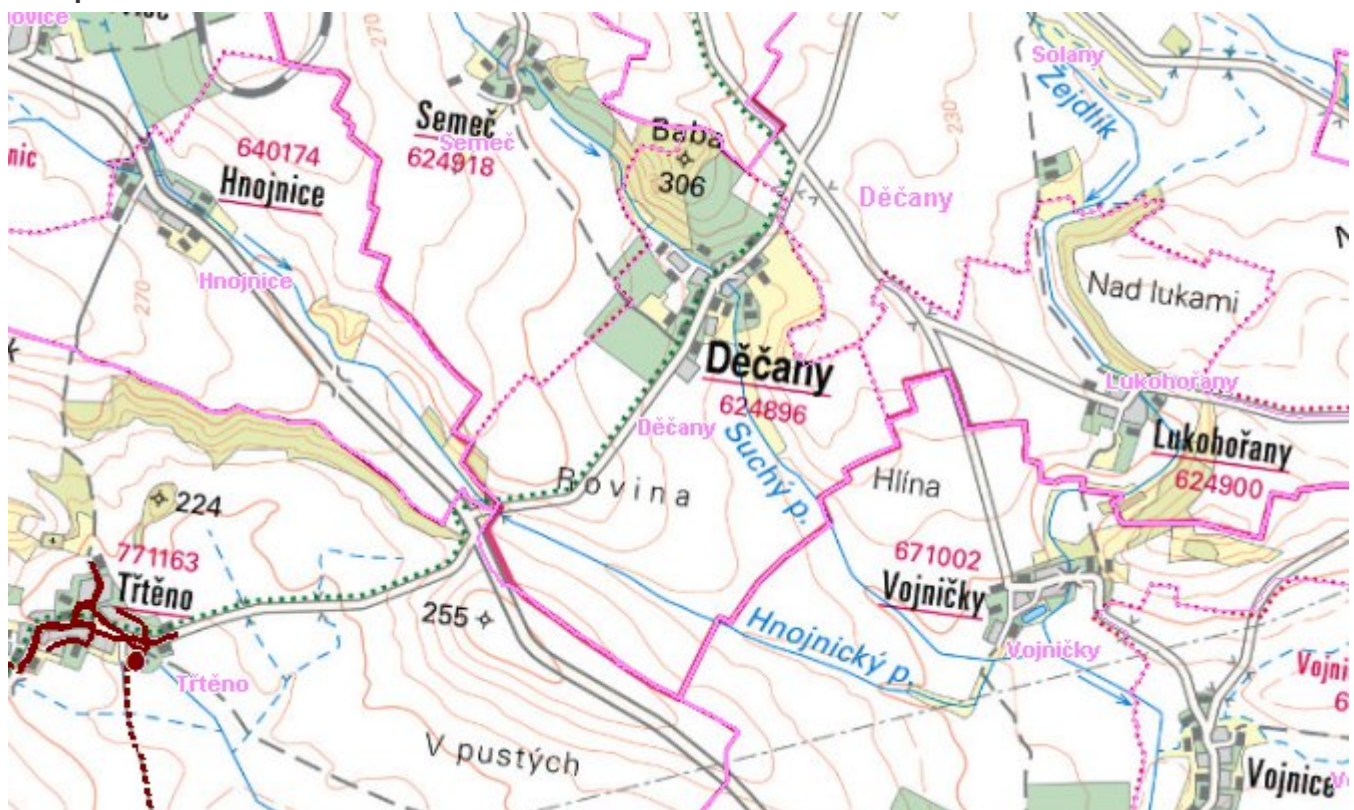 Solany
270
Žejdlík
Semeč
Semeč
624918
Baba
306
230
640174
Hnojnice
Hnojnice
270
Děčany
Nad lukami
Děčany
624896
Děčany
Lukohořany
Lukohořany
624900
Suchý p.
Rovina
Hlína
224
771163
Třtěno
Třtěno
255
671002
Vojničky
Vojničky
Hnojnický p.
V pustých
Vojnice